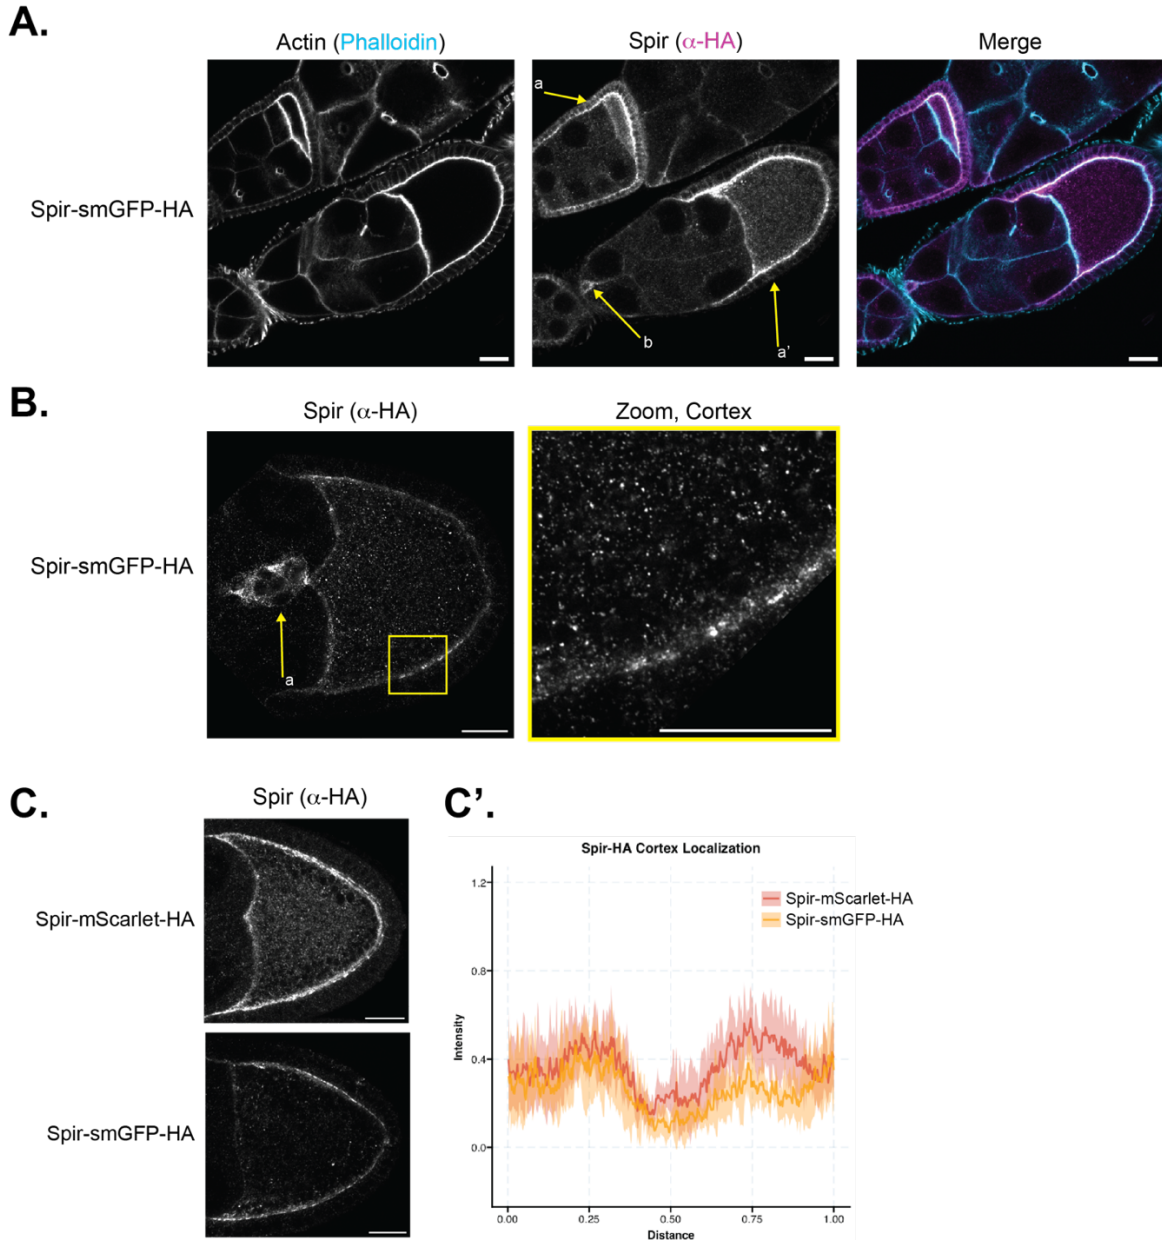 A.
Actin (Phalloidin)
Spir (α-HA)
Merge
Spir-smGFP-HA
a
b
a'
B.
Spir (α-HA)
Zoom, Cortex
Spir-smGFP-HA
a
C.
Spir (α-HA)
Spir-mScarlet-HA
Spir-smGFP-HA
C'.
Spir-HA Cortex Localization
Spir-mScarlet-HA
Spir-smGFP-HA
Intensity
1.2
0.8
0.4
0.0
0.00 0.25 0.50 0.75 1.00
Distance